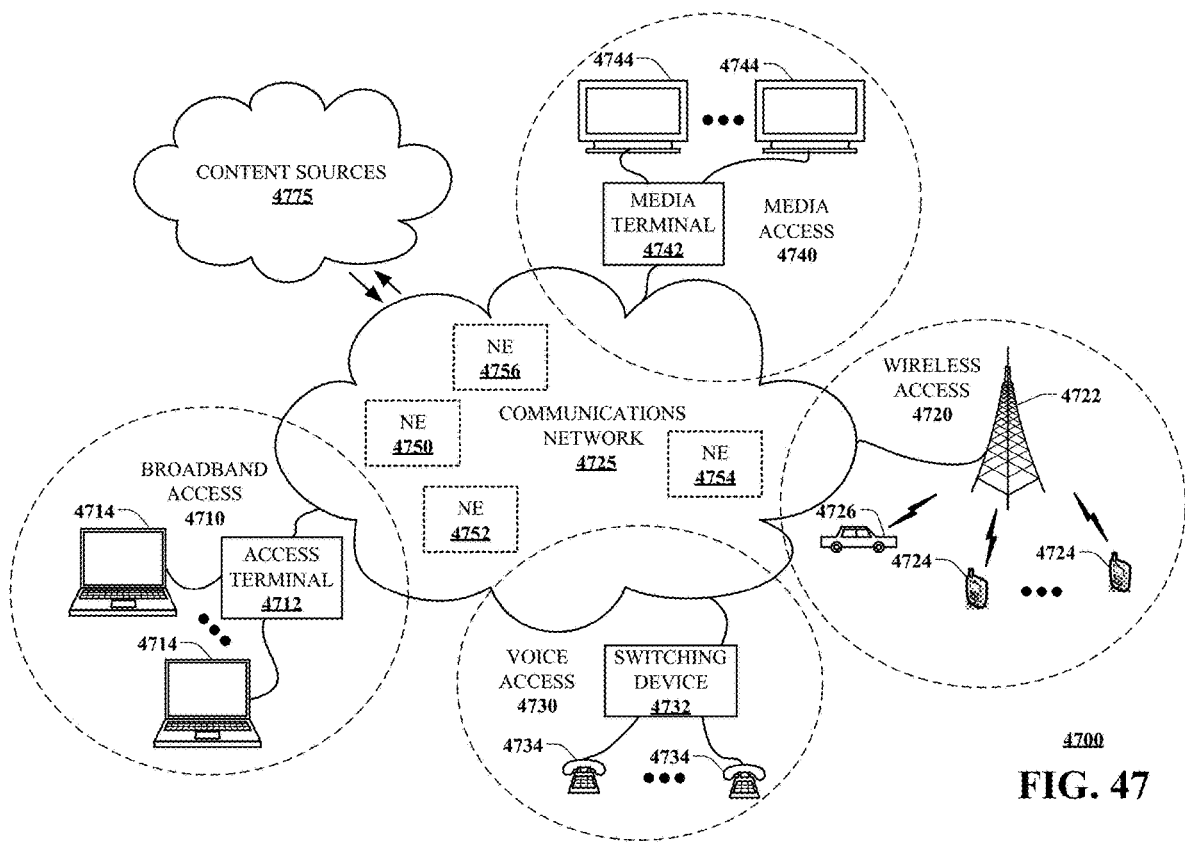 4744
4744
CONTENT SOURCES
4775
MEDIA
TERMINAL
4742
MEDIA
ACCESS
4740
NE
4756
WIRELESS
ACCESS
4720
4722
NE
4750
COMMUNICATIONS
NETWORK
4725
NE
4754
BROADBAND
ACCESS
4710
4714
NE
4752
4726
ACCESS
TERMINAL
4712
4724
4724
4714
VOICE
ACCESS
4730
SWITCHING
DEVICE
4732
4734
4734
4700
FIG. 47